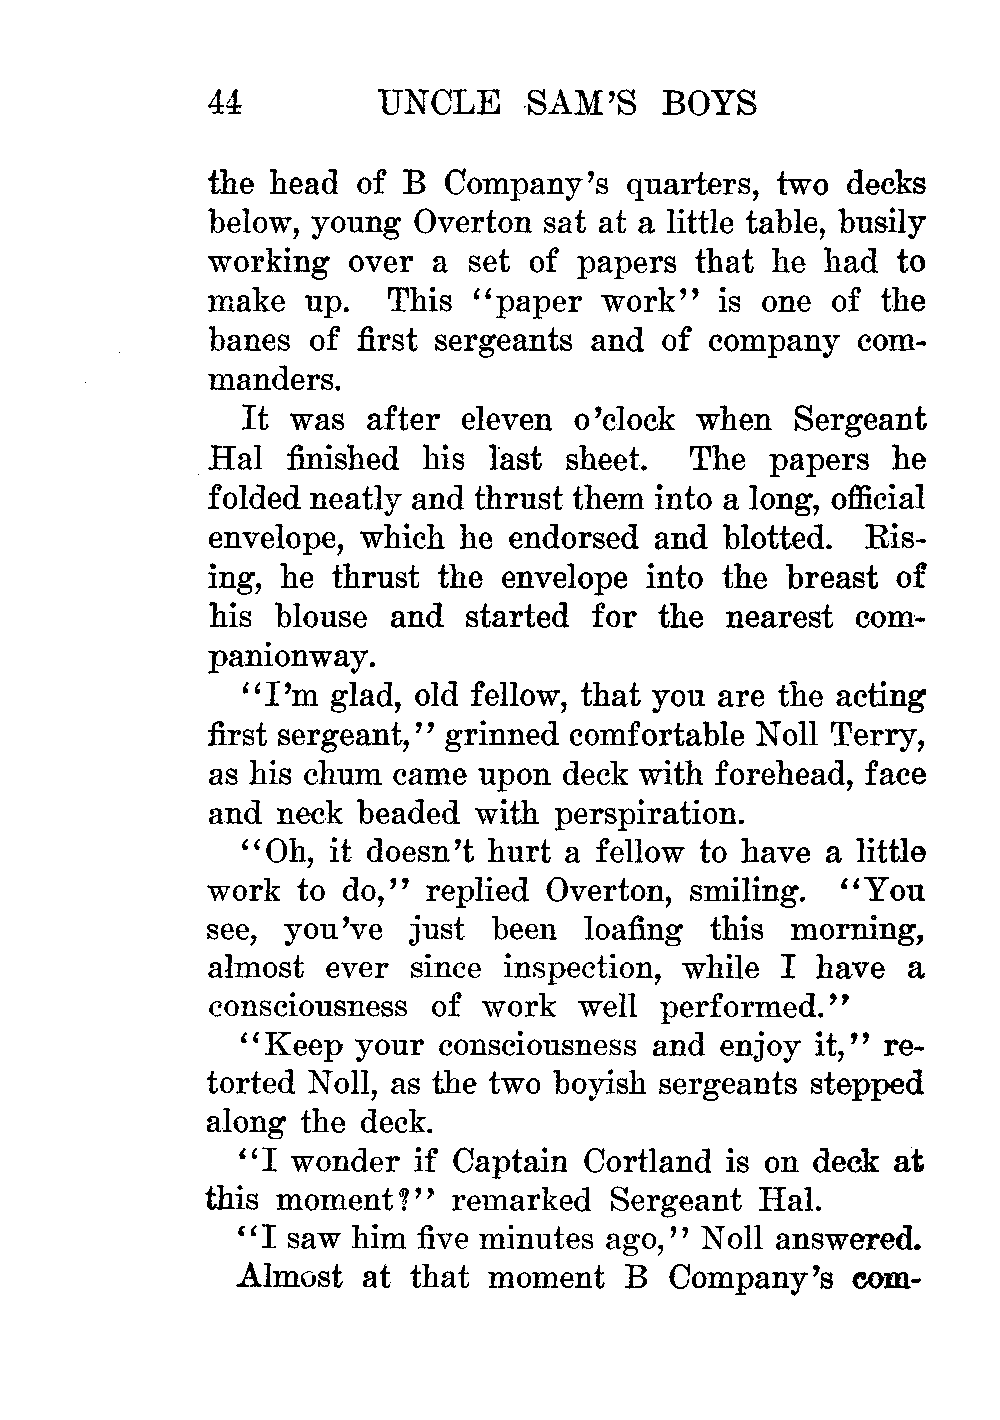 44 UNCLE SAM'S BOYS
the head of B Company's quarters, two decks
below, young Overton sat at a little table, busily
working over a set of papers that he had to
make up. This "paper work" is one of the
banes of first sergeants and of company com-
manders.
It was after eleven o'clock when Sergeant
Hal finished his last sheet. The papers he
folded neatly and thrust them into a long, official
envelope, which he endorsed and blotted. Ris-
ing, he thrust the envelope into the breast of
his blouse and started for the nearest com-
panionway.
"I'm glad, old fellow, that you are the acting
first sergeant," grinned comfortable Noll Terry,
as his chum came upon deck with forehead, face
and neck beaded with perspiration.
"Oh, it doesn't hurt a fellow to have a little
work to do," replied Overton, smiling. "You
see, you've just been loafing this morning,
almost ever since inspection, while I have a
consciousness of work well performed."
"Keep your consciousness and enjoy it," re-
torted Noll, as the two boyish sergeants stepped
along the deck.
"I wonder if Captain Cortland is on deck at
this moment?" remarked Sergeant Hal.
"I saw him five minutes ago," Noll answered.
Almost at that moment B Company's com-